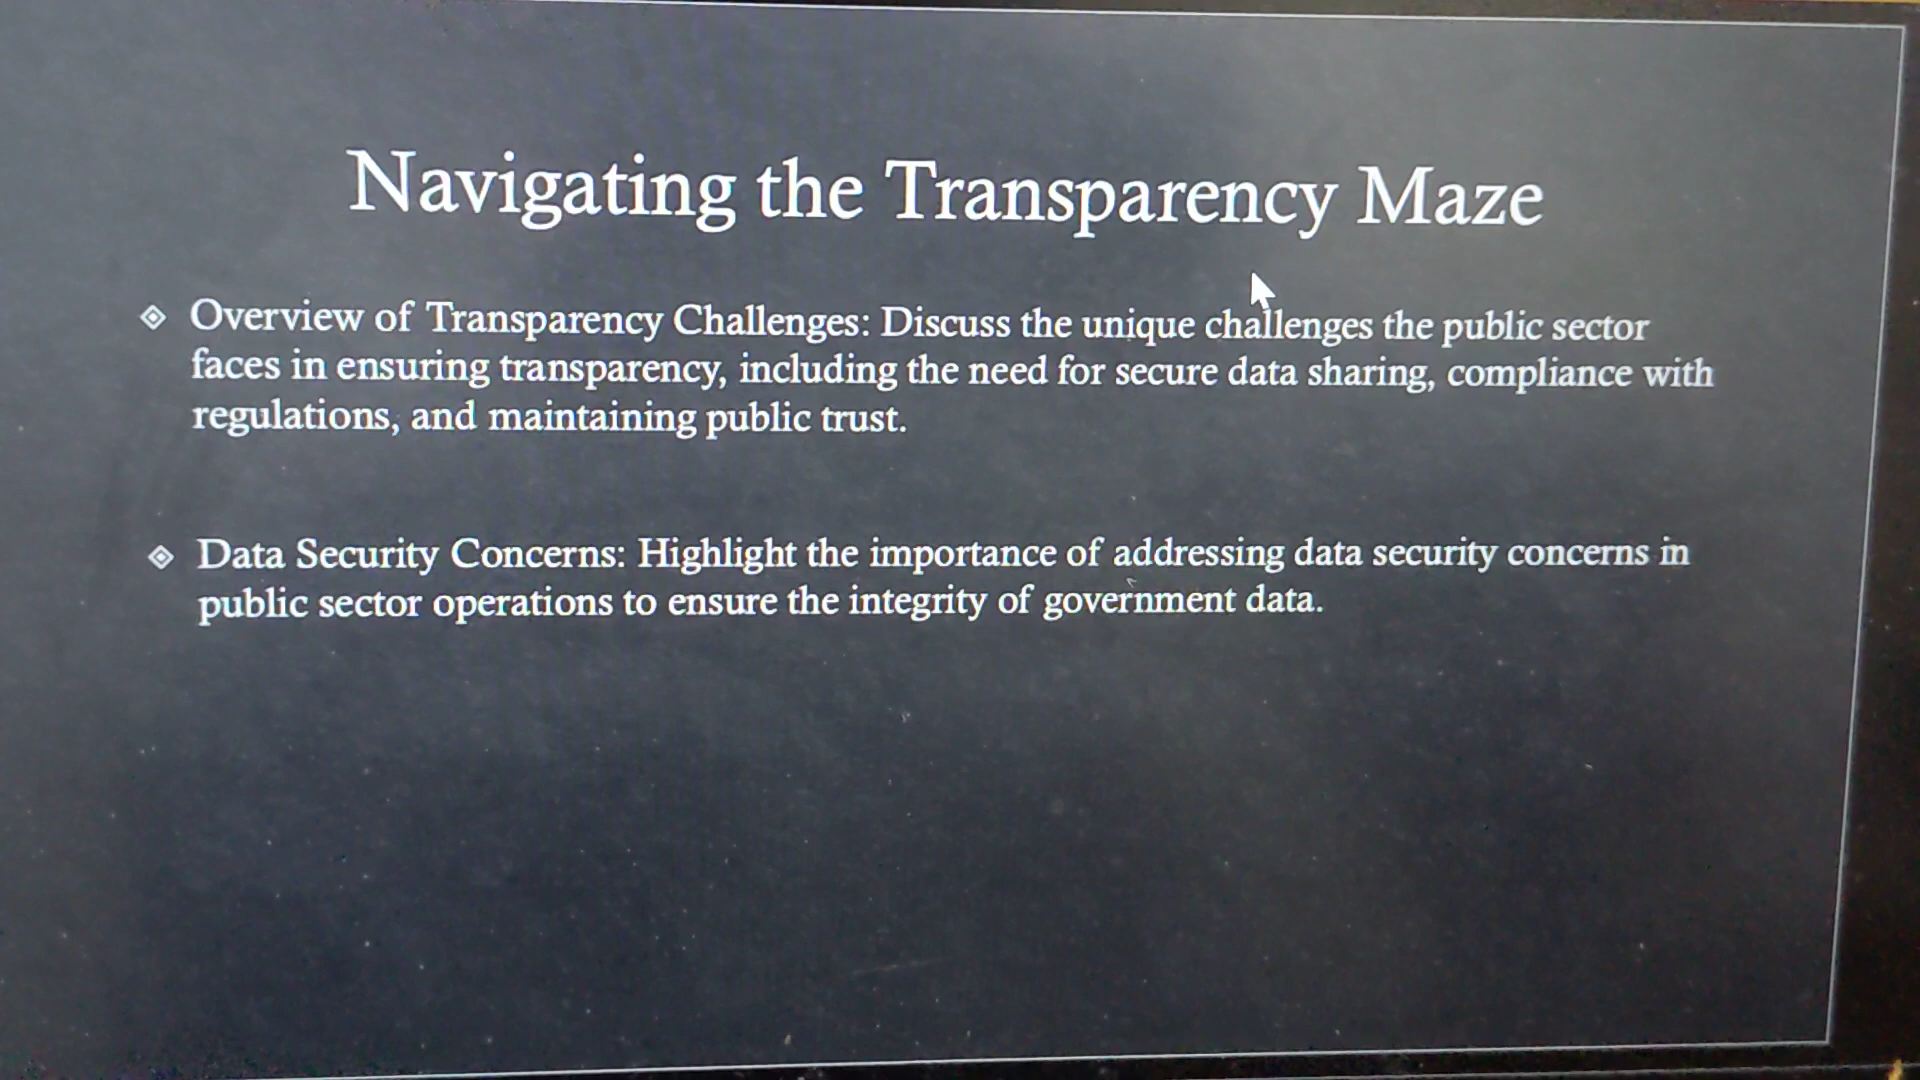 Navigating the Transparency Maze
Overview of Transparency Challenges: Discuss the unique challenges the public sector
faces in ensuring transparency, including the need for secure data sharing, compliance with
regulations, and maintaining public trust.
Data Security Concerns: Highlight the importance of addressing data security concerns in
public sector operations to ensure the integrity of government data.